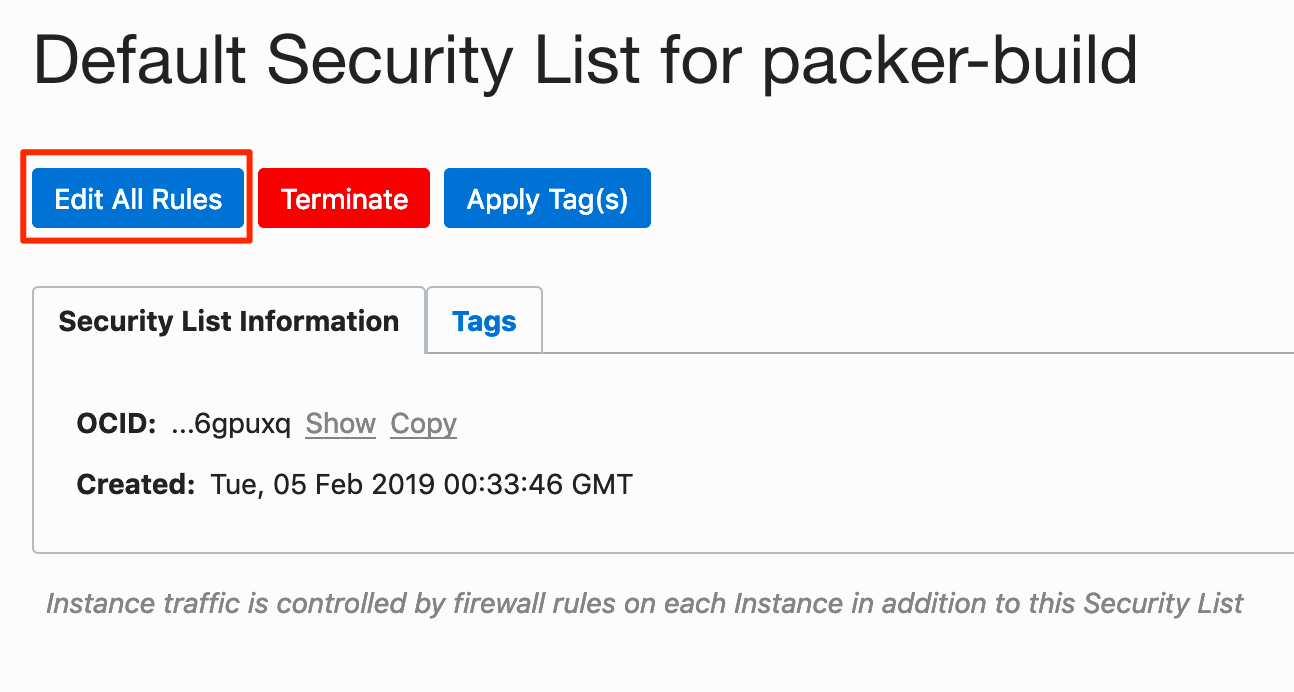 Default Security List for packer-build
Edit All Rules Terminate Apply Tag(s)
Security List Information Tags
OCID: ...6gpuxq Show Copy
Created: Tue, 05 Feb 2019 00:33:46 GMT
Instance traffic is controlled by firewall rules on each Instance in addition to this Security List